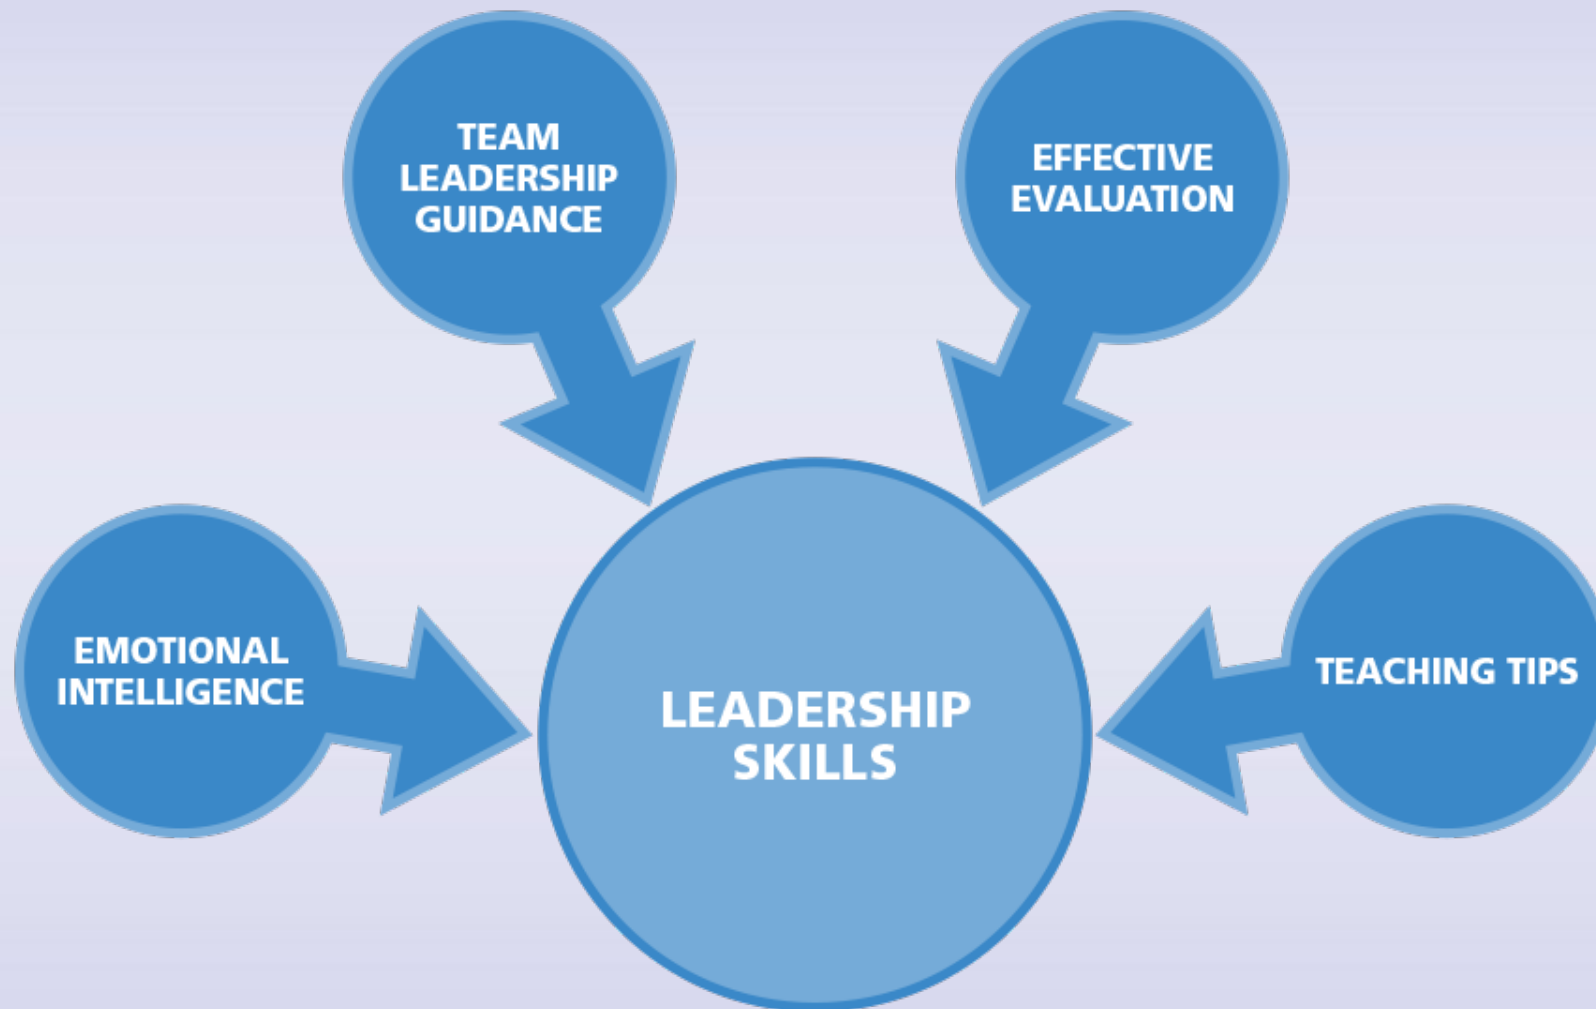 TEAM
LEADERSHIP
GUIDANCE
EFFECTIVE
EVALUATION
EMOTIONAL
INTELLIGENCE
TEACHING TIPS
LEADERSHIP
SKILLS